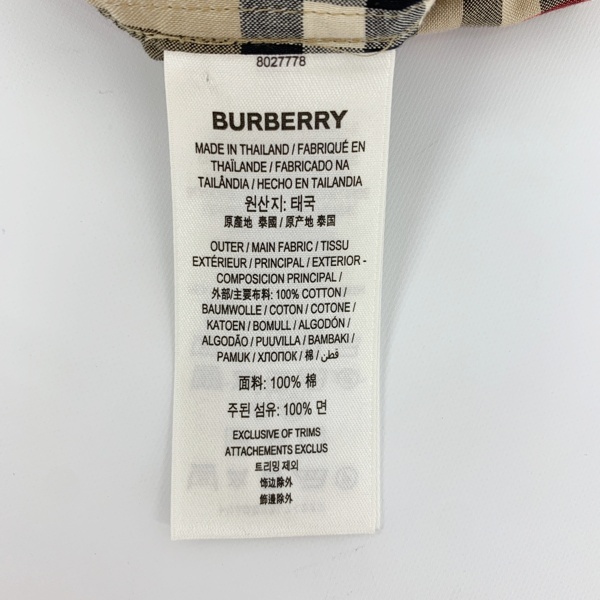 8027778
BURBERRY
MADE IN THAILAND / FABRIQUÉ EN
THAÏLANDE / FABRICADO NA
TAILÂNDIA / HECHO EN TAILANDIA
원산지: 태국
原產地 泰國 / 原产地 泰国
OUTER / MAIN FABRIC / TISSU
EXTÉRIEUR / PRINCIPAL / EXTERIOR -
COMPOSICION PRINCIPAL /
外部/主要布料: 100% COTTON /
BAUMWOLLE / COTON / COTONE /
KATOEN / BOMULL / ALGODÓN /
ALGODÃO / PUUVILLA / BAMBAKI /
PAMUK / ХЛОПОК / 棉 / قطن
面料: 100% 棉
주된 섬유: 100% 면
EXCLUSIVE OF TRIMS
ATTACHEMENTS EXCLUS
트리밍 제외
饰边除外
飾邊除外